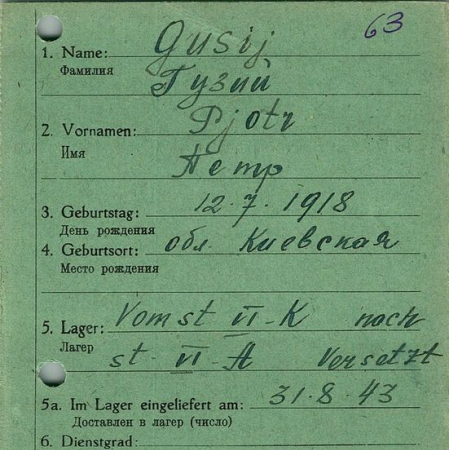 63
1. Name: Gusij
Фамилия Гузий
2. Vornamen: Pjotr
Имя Петр
3. Geburtstag: 12.7.1918
День рождения
4. Geburtsort: обл. Киевская
Место рождения
5. Lager: Vom st VI-K nach
Лагер st. VI-A Versetzt
5a. Im Lager eingeliefert am: 31.8.43
Доставлен в лагер (число)
6. Dienstgrad: